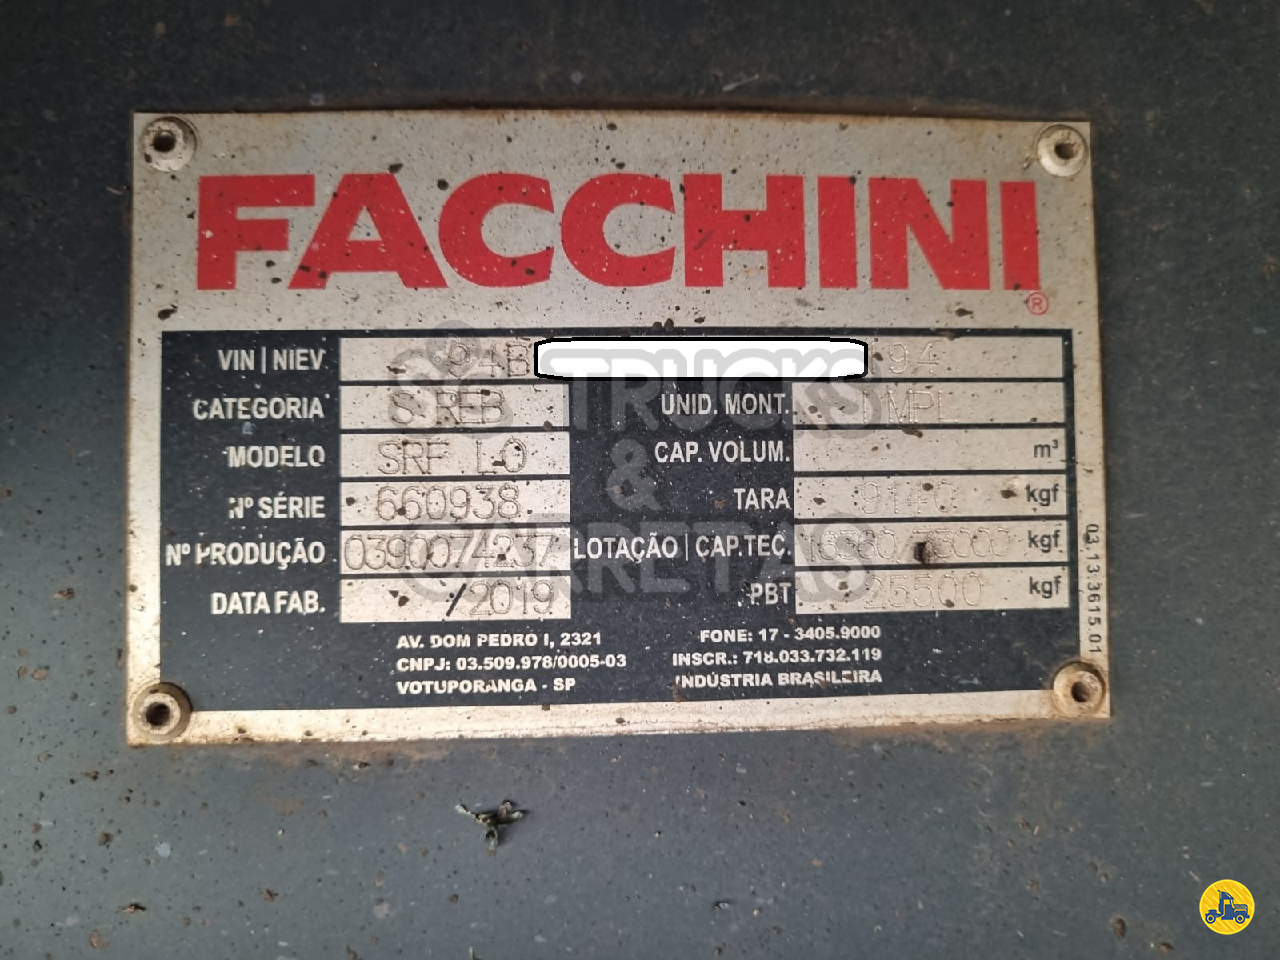 FACCHINI
®
VIN | NIEV 94B 94
CATEGORIA S.REB UNID. MONT.
MODELO SRF LO CAP. VOLUM. m³
Nº SÉRIE 660938 TARA 9140 kgf
Nº PRODUÇÃO 0390074237 LOTAÇÃO | CAP.TEC. kgf
DATA FAB. /2019 PBT 25500 kgf
AV. DOM PEDRO I, 2321 FONE: 17 - 3405.9000
CNPJ: 03.509.978/0005-03 INSCR.: 718.033.732.119
VOTUPORANGA - SP INDÚSTRIA BRASILEIRA
03.13.3615.01
TRUCKS
&
CARRETAS